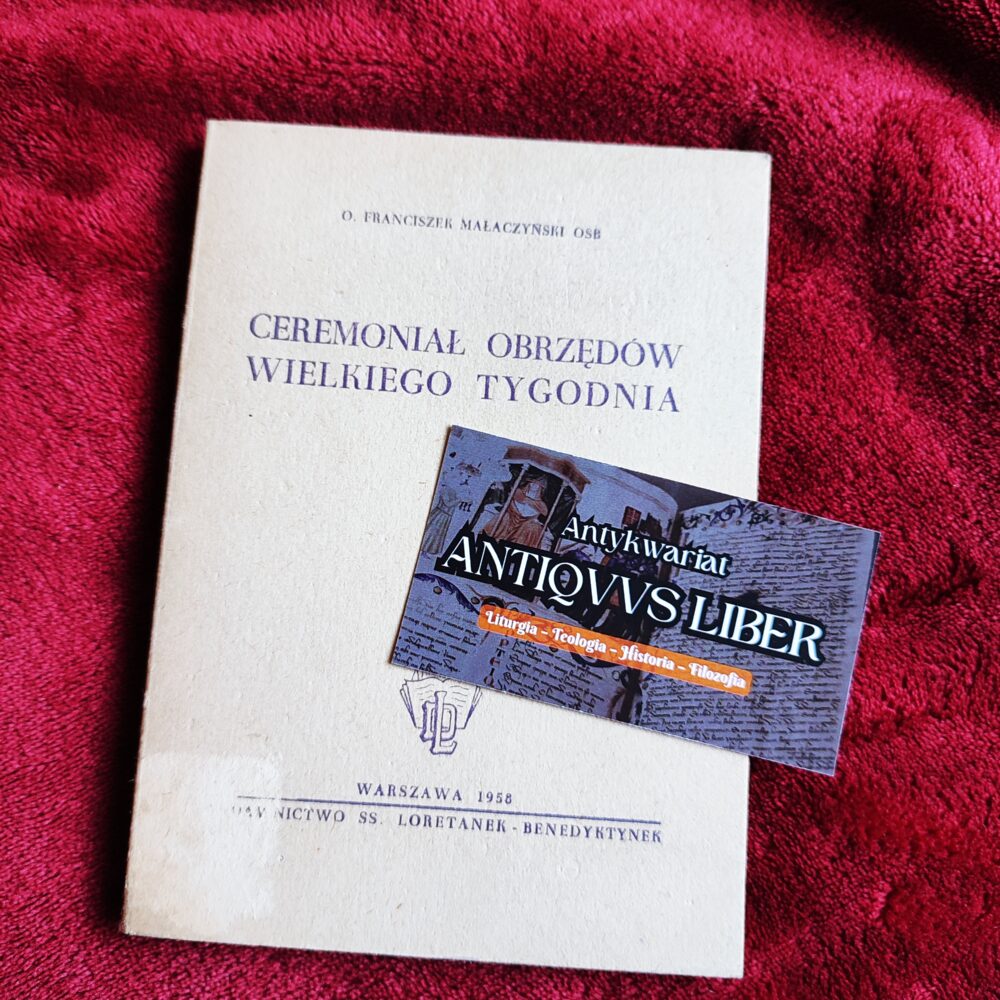 O. FRANCISZEK MAŁACZYŃSKI OSB
CEREMONIAŁ OBRZĘDÓW
WIELKIEGO TYGODNIA
Antykwariat
ANTIQVVS LIBER
Liturgia - Teologia - Historia - Filozofia
WARSZAWA 1958
SS. LORETANEK - BENEDYKTYNEK